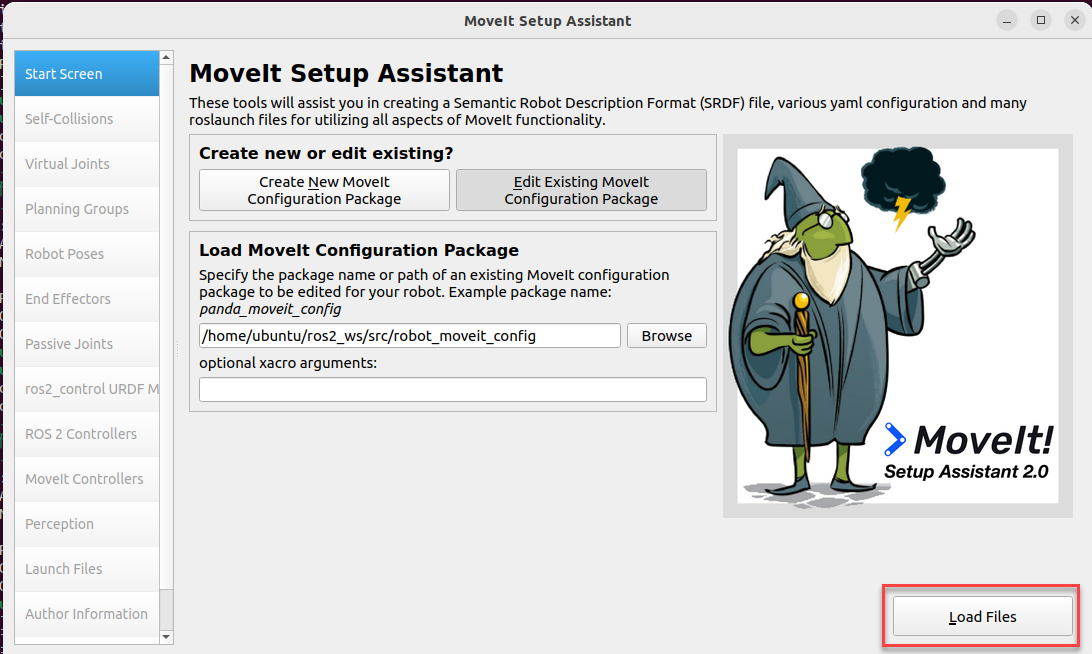 MoveIt Setup Assistant
Start Screen
Self-Collisions
Virtual Joints
Planning Groups
Robot Poses
End Effectors
Passive Joints
ros2_control URDF M
ROS 2 Controllers
MoveIt Controllers
Perception
Launch Files
Author Information
MoveIt Setup Assistant
These tools will assist you in creating a Semantic Robot Description Format (SRDF) file, various yaml configuration and many
roslaunch files for utilizing all aspects of MoveIt functionality.
Create new or edit existing?
Create New MoveIt
Configuration Package
Edit Existing MoveIt
Configuration Package
Load MoveIt Configuration Package
Specify the package name or path of an existing MoveIt configuration
package to be edited for your robot. Example package name:
panda_moveit_config
/home/ubuntu/ros2_ws/src/robot_moveit_config
Browse
optional xacro arguments:
MoveIt!
Setup Assistant 2.0
Load Files